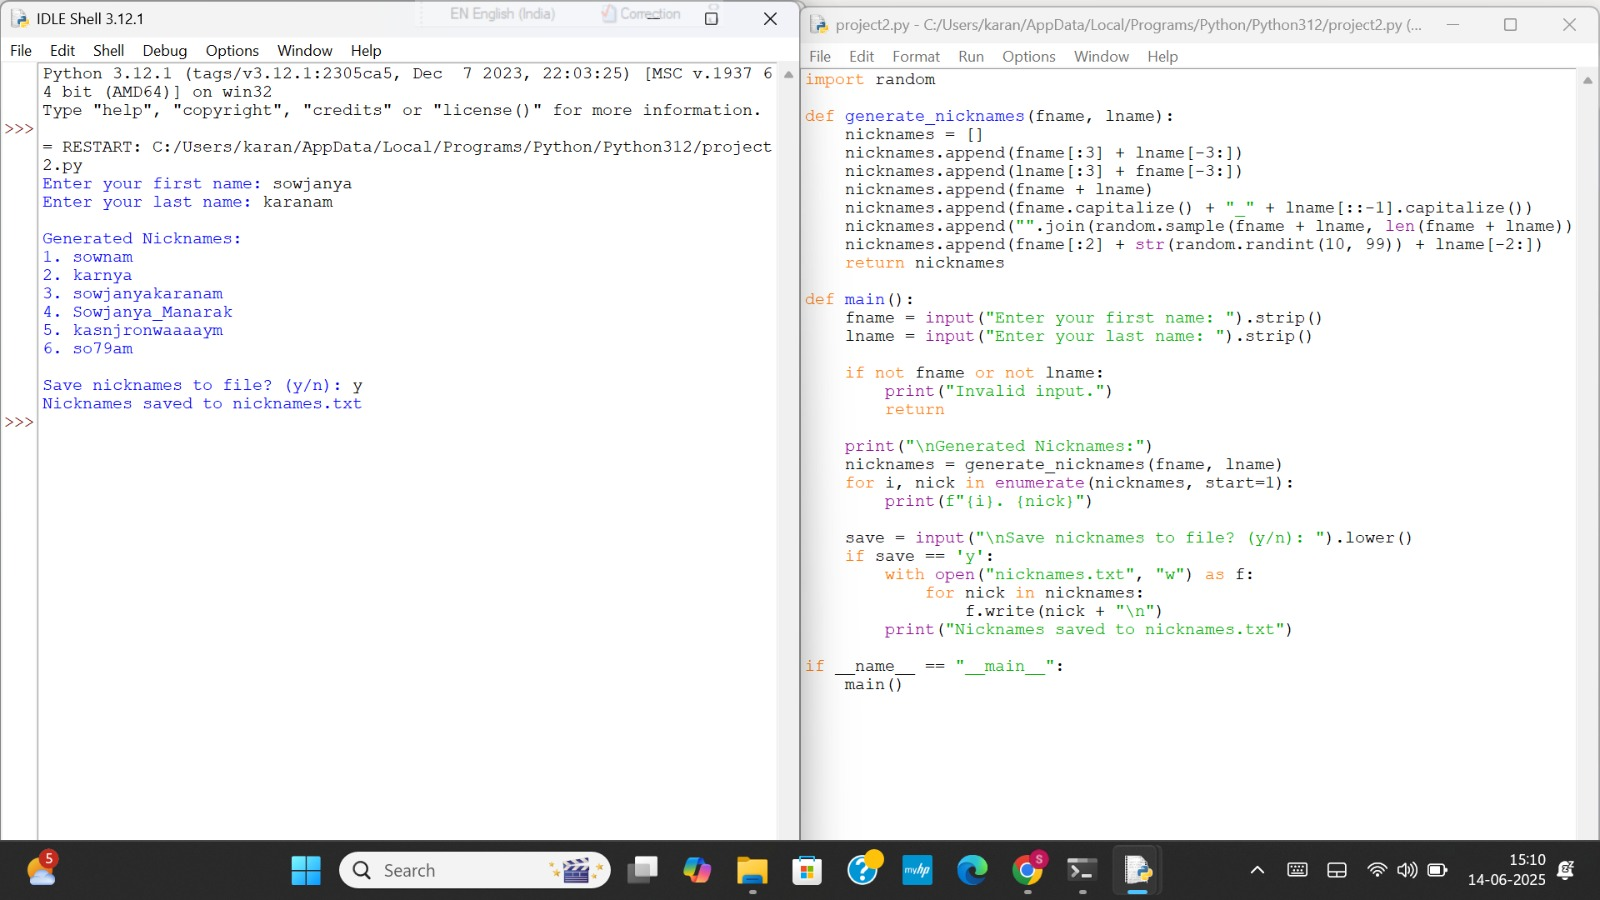 IDLE Shell 3.12.1
EN English (India)
Correction
File Edit Shell Debug Options Window Help
Python 3.12.1 (tags/v3.12.1:2305ca5, Dec  7 2023, 22:03:25) [MSC v.1937 6
4 bit (AMD64)] on win32
Type "help", "copyright", "credits" or "license()" for more information.
>>>
= RESTART: C:/Users/karan/AppData/Local/Programs/Python/Python312/project
2.py
Enter your first name: sowjanya
Enter your last name: karanam
Generated Nicknames:
1. sownam
2. karnya
3. sowjanyakaranam
4. Sowjanya_Manarak
5. kasnjronwaaaaym
6. so79am
Save nicknames to file? (y/n): y
Nicknames saved to nicknames.txt
>>>
project2.py - C:/Users/karan/AppData/Local/Programs/Python/Python312/project2.py (...
File Edit Format Run Options Window Help
import random
def generate_nicknames(fname, lname):
    nicknames = []
    nicknames.append(fname[:3] + lname[-3:])
    nicknames.append(lname[:3] + fname[-3:])
    nicknames.append(fname + lname)
    nicknames.append(fname.capitalize() + "_" + lname[::-1].capitalize())
    nicknames.append("".join(random.sample(fname + lname, len(fname + lname))
    nicknames.append(fname[:2] + str(random.randint(10, 99)) + lname[-2:])
    return nicknames
def main():
    fname = input("Enter your first name: ").strip()
    lname = input("Enter your last name: ").strip()
    if not fname or not lname:
        print("Invalid input.")
        return
    print("\nGenerated Nicknames:")
    nicknames = generate_nicknames(fname, lname)
    for i, nick in enumerate(nicknames, start=1):
        print(f"{i}. {nick}")
    save = input("\nSave nicknames to file? (y/n): ").lower()
    if save == 'y':
        with open("nicknames.txt", "w") as f:
            for nick in nicknames:
                f.write(nick + "\n")
        print("Nicknames saved to nicknames.txt")
if __name__ == "__main__":
    main()
5
Search
myhp
S
15:10
14-06-2025